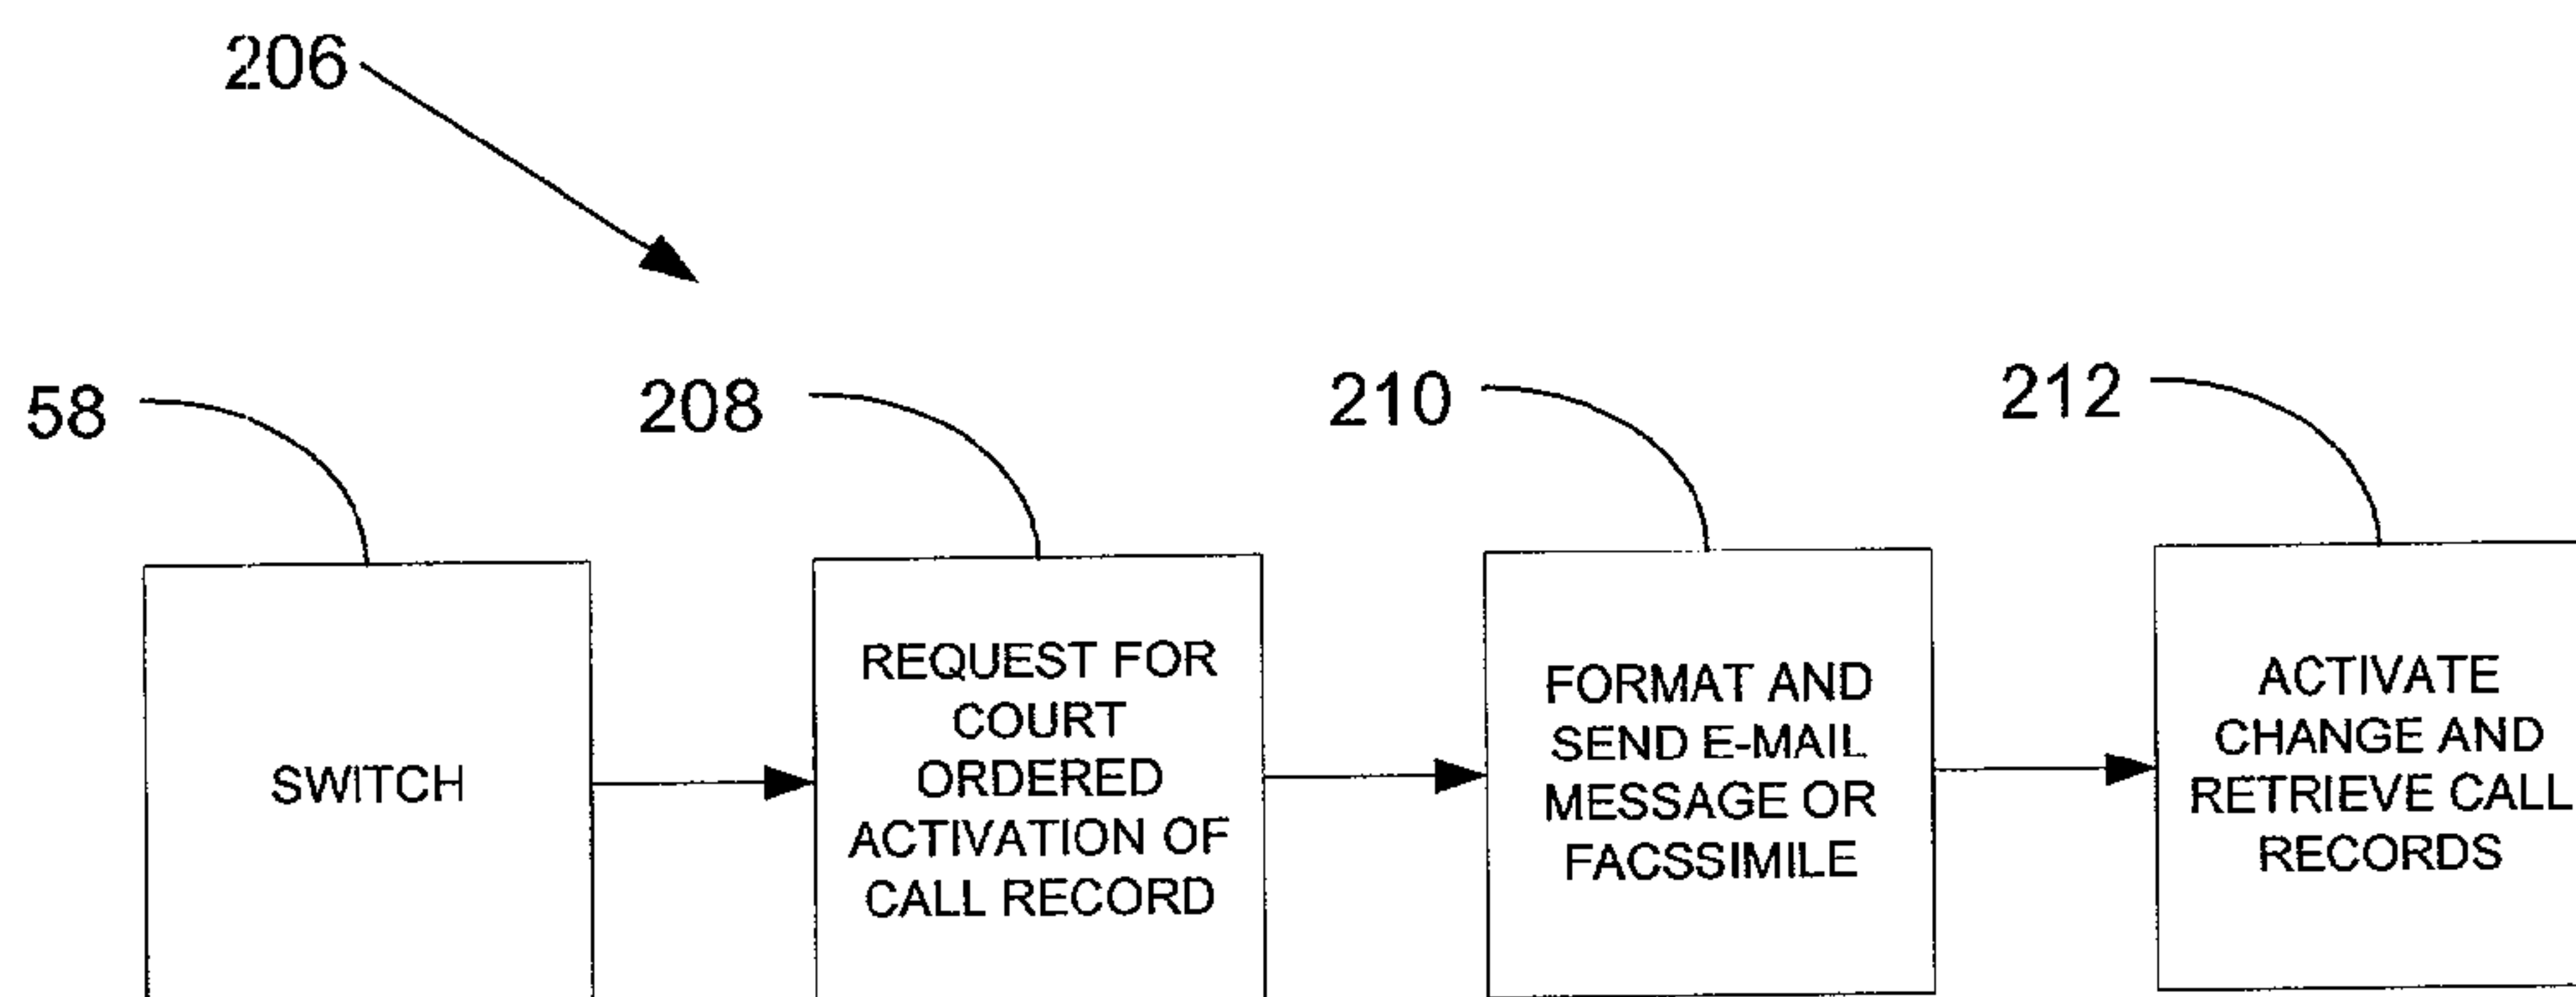 206
58
208
210
212
SWITCH
REQUEST FOR
COURT
ORDERED
ACTIVATION OF
CALL RECORD
FORMAT AND
SEND E-MAIL
MESSAGE OR
FACSSIMILE
ACTIVATE
CHANGE AND
RETRIEVE CALL
RECORDS